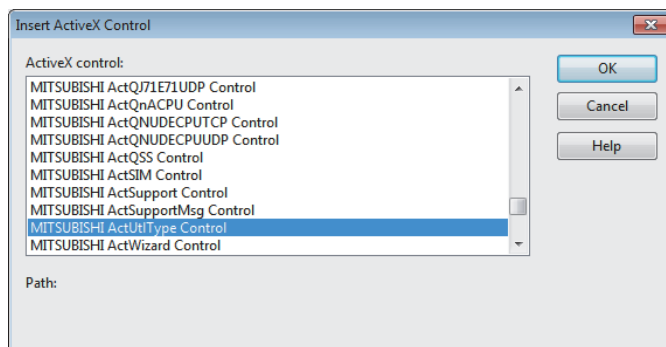 Insert ActiveX Control
ActiveX control:
MITSUBISHI ActQJ71E71UDP Control
MITSUBISHI ActQnACPU Control
MITSUBISHI ActQNUDECPUTCP Control
MITSUBISHI ActQNUDECPUUDP Control
MITSUBISHI ActQSS Control
MITSUBISHI ActSIM Control
MITSUBISHI ActSupport Control
MITSUBISHI ActSupportMsg Control
MITSUBISHI ActUtlType Control
MITSUBISHI ActWizard Control
OK
Cancel
Help
Path: